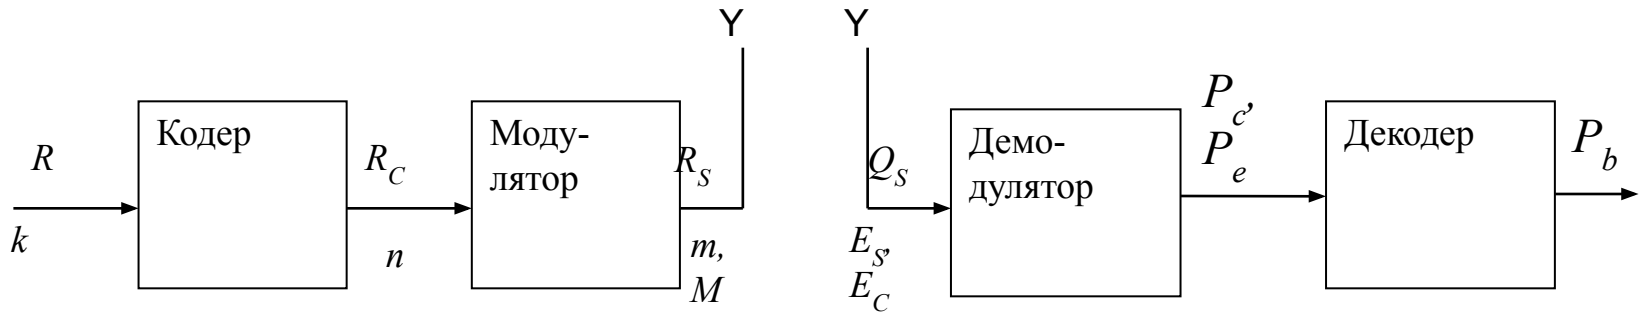 Y
Y
R
k
Кодер
R_C
n
Моду-
лятор
R_S
m,
M
Q_S
E_S,
E_C
Демо-
дулятор
P_c,
P_e
Декодер
P_b